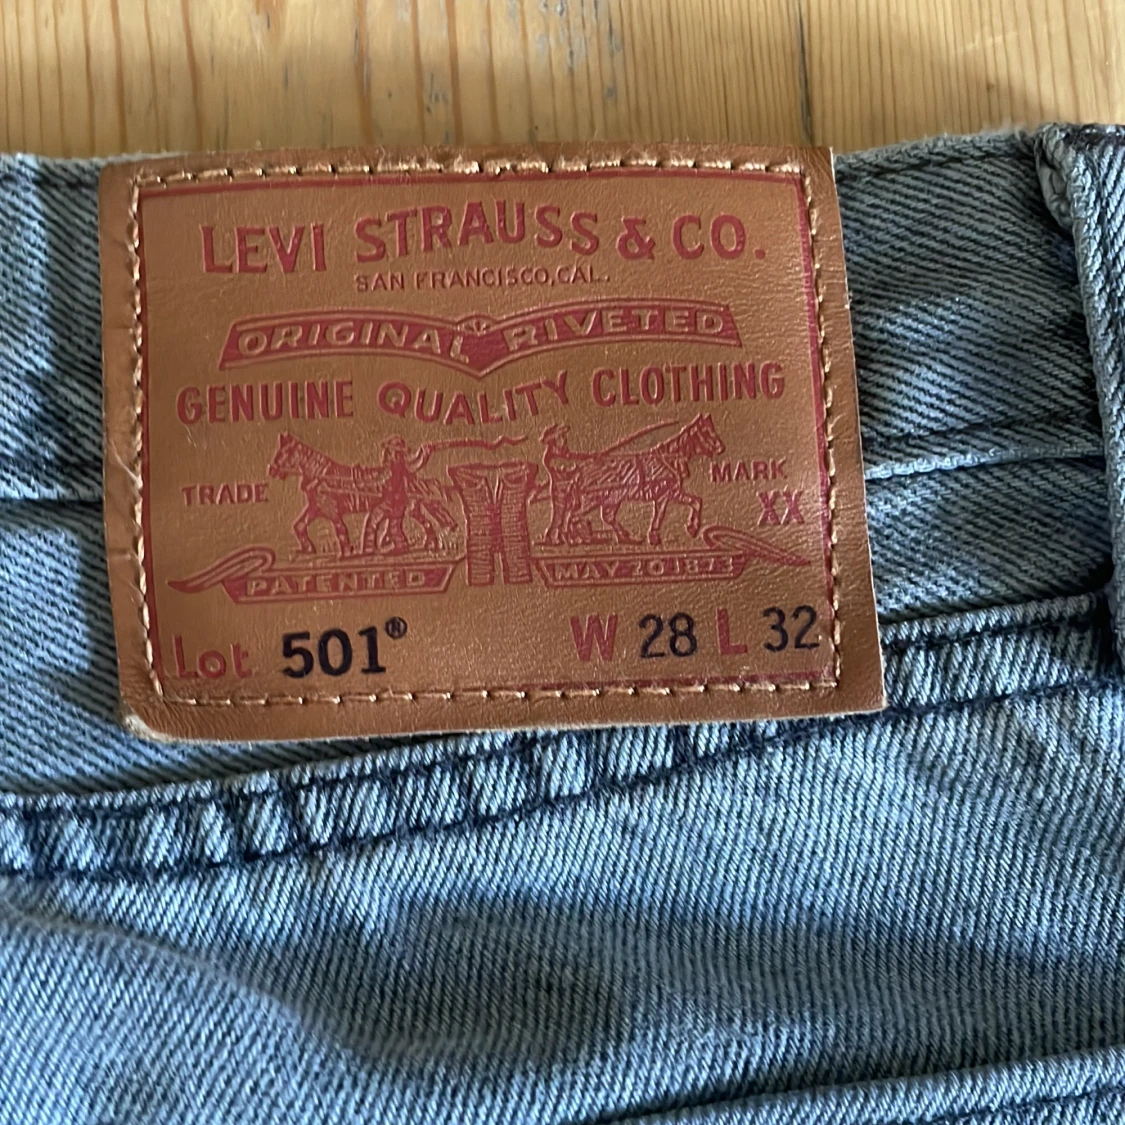 LEVI STRAUSS & CO.
SAN FRANCISCO, CAL.
ORIGINAL RIVETED
GENUINE QUALITY CLOTHING
TRADE MARK
XX
PATENTED MAY 20 1873
Lot 501® W 28 L 32